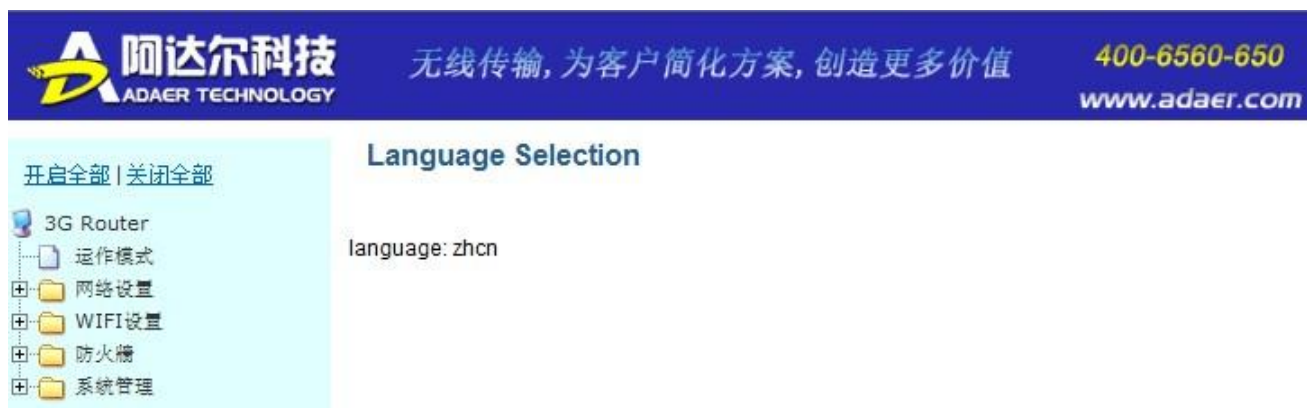 阿达尔科技
ADAER TECHNOLOGY
无线传输,为客户简化方案,创造更多价值
400-6560-650
www.adaer.com
开启全部 | 关闭全部
Language Selection
3G Router
运作模式
网络设置
WIFI设置
防火墙
系统管理
language: zhcn